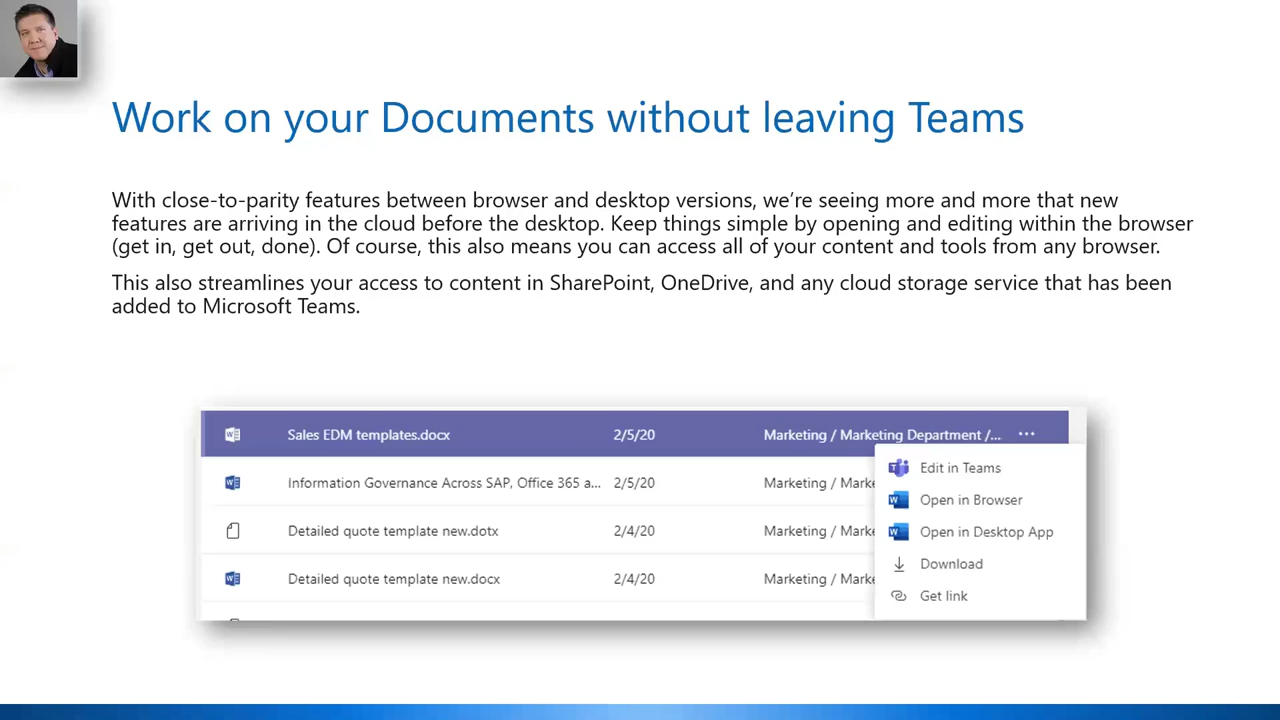 Work on your Documents without leaving Teams
With close-to-parity features between browser and desktop versions, we’re seeing more and more that new
features are arriving in the cloud before the desktop. Keep things simple by opening and editing within the browser
(get in, get out, done). Of course, this also means you can access all of your content and tools from any browser.
This also streamlines your access to content in SharePoint, OneDrive, and any cloud storage service that has been
added to Microsoft Teams.
Sales EDM templates.docx 2/5/20 Marketing / Marketing Department /... ...
Edit in Teams
Information Governance Across SAP, Office 365 a... 2/5/20 Marketing / Marke
Open in Browser
Detailed quote template new.dotx 2/4/20 Marketing / Marke
Open in Desktop App
Download
Detailed quote template new.docx 2/4/20 Marketing / Marke
Get link